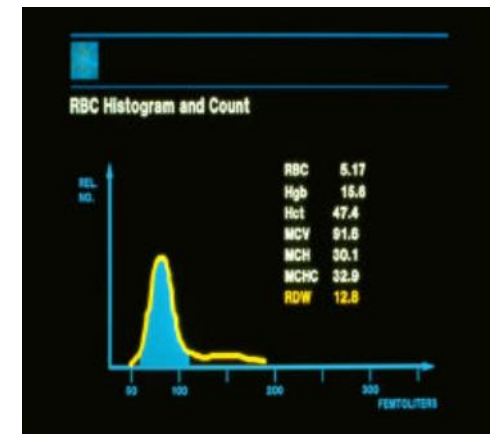 RBC Histogram and Count
REL.
NO.
RBC 5.17
Hgb 15.6
Hct 47.4
MCV 91.6
MCH 30.1
MCHC 32.9
RDW 12.8
50 100 200 300
FEMTOLITERS